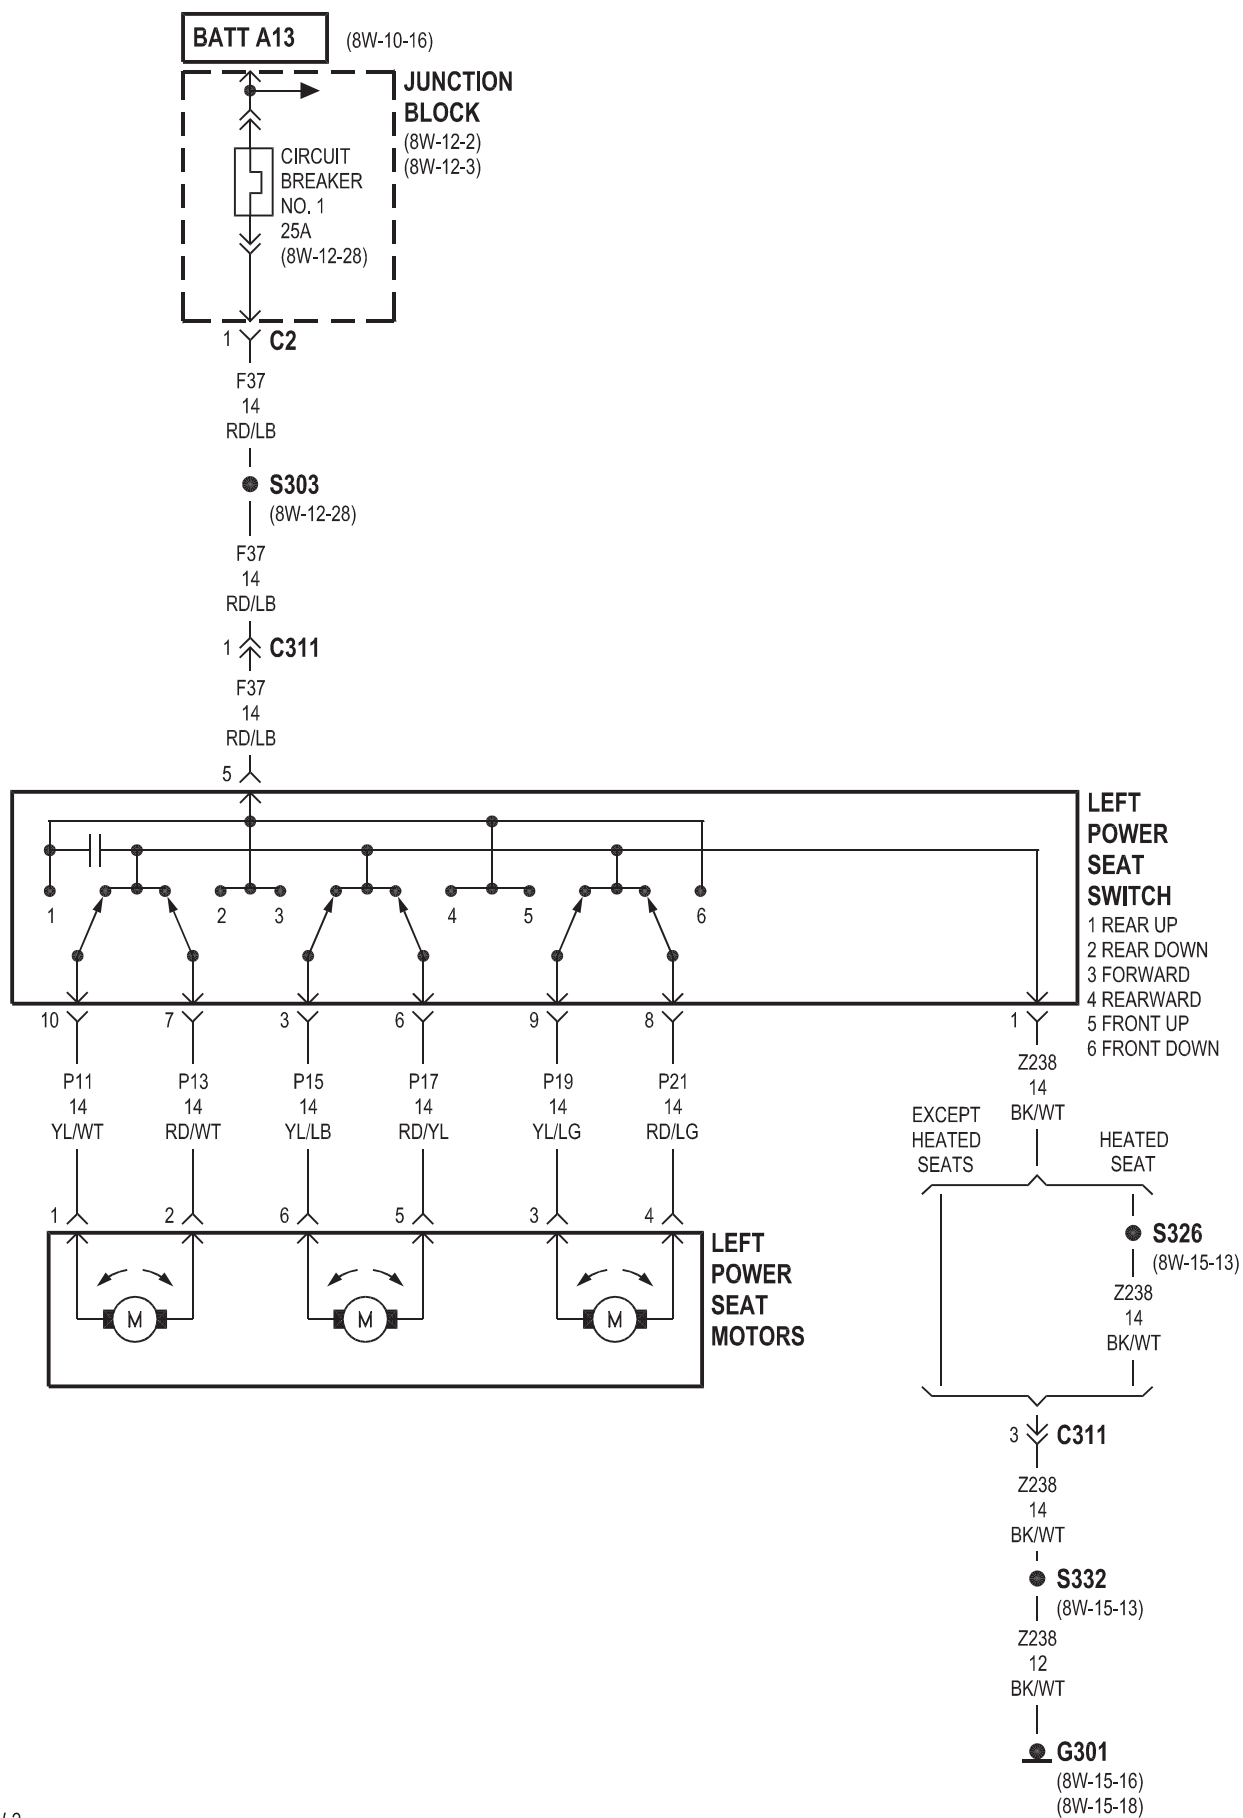 BATT A13
(8W-10-16)
JUNCTION
BLOCK
(8W-12-2)
(8W-12-3)
CIRCUIT
BREAKER
NO. 1
25A
(8W-12-28)
1
C2
F37
14
RD/LB
S303
(8W-12-28)
F37
14
RD/LB
1
C311
F37
14
RD/LB
5
LEFT
POWER
SEAT
SWITCH
1 REAR UP
2 REAR DOWN
3 FORWARD
4 REARWARD
5 FRONT UP
6 FRONT DOWN
1
2
3
4
5
6
10
7
3
6
9
8
1
P11
14
YL/WT
P13
14
RD/WT
P15
14
YL/LB
P17
14
RD/YL
P19
14
YL/LG
P21
14
RD/LG
Z238
14
BK/WT
EXCEPT
HEATED
SEATS
HEATED
SEAT
1
2
6
5
3
4
LEFT
POWER
SEAT
MOTORS
M
M
M
S326
(8W-15-13)
Z238
14
BK/WT
3
C311
Z238
14
BK/WT
S332
(8W-15-13)
Z238
12
BK/WT
G301
(8W-15-16)
(8W-15-18)